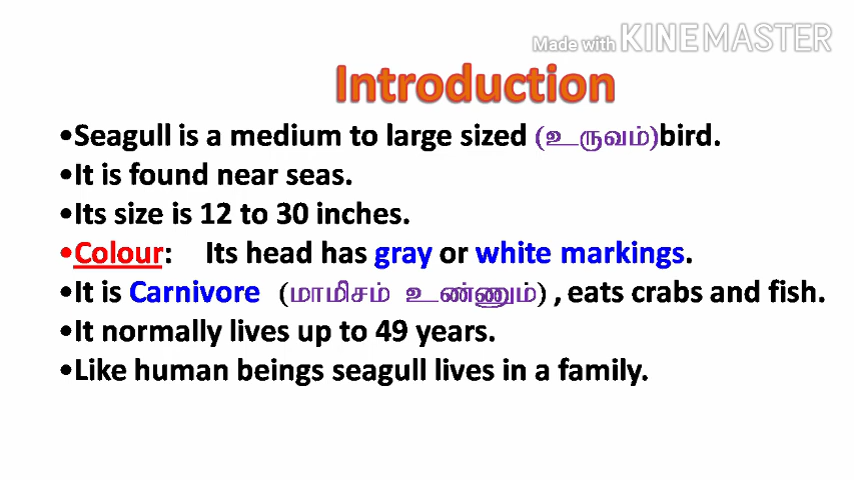 Made with KINEMASTER
Introduction
•Seagull is a medium to large sized (உருவம்)bird.
•It is found near seas.
•Its size is 12 to 30 inches.
•Colour: Its head has gray or white markings.
•It is Carnivore (மாமிசம் உண்ணும்) , eats crabs and fish.
•It normally lives up to 49 years.
•Like human beings seagull lives in a family.